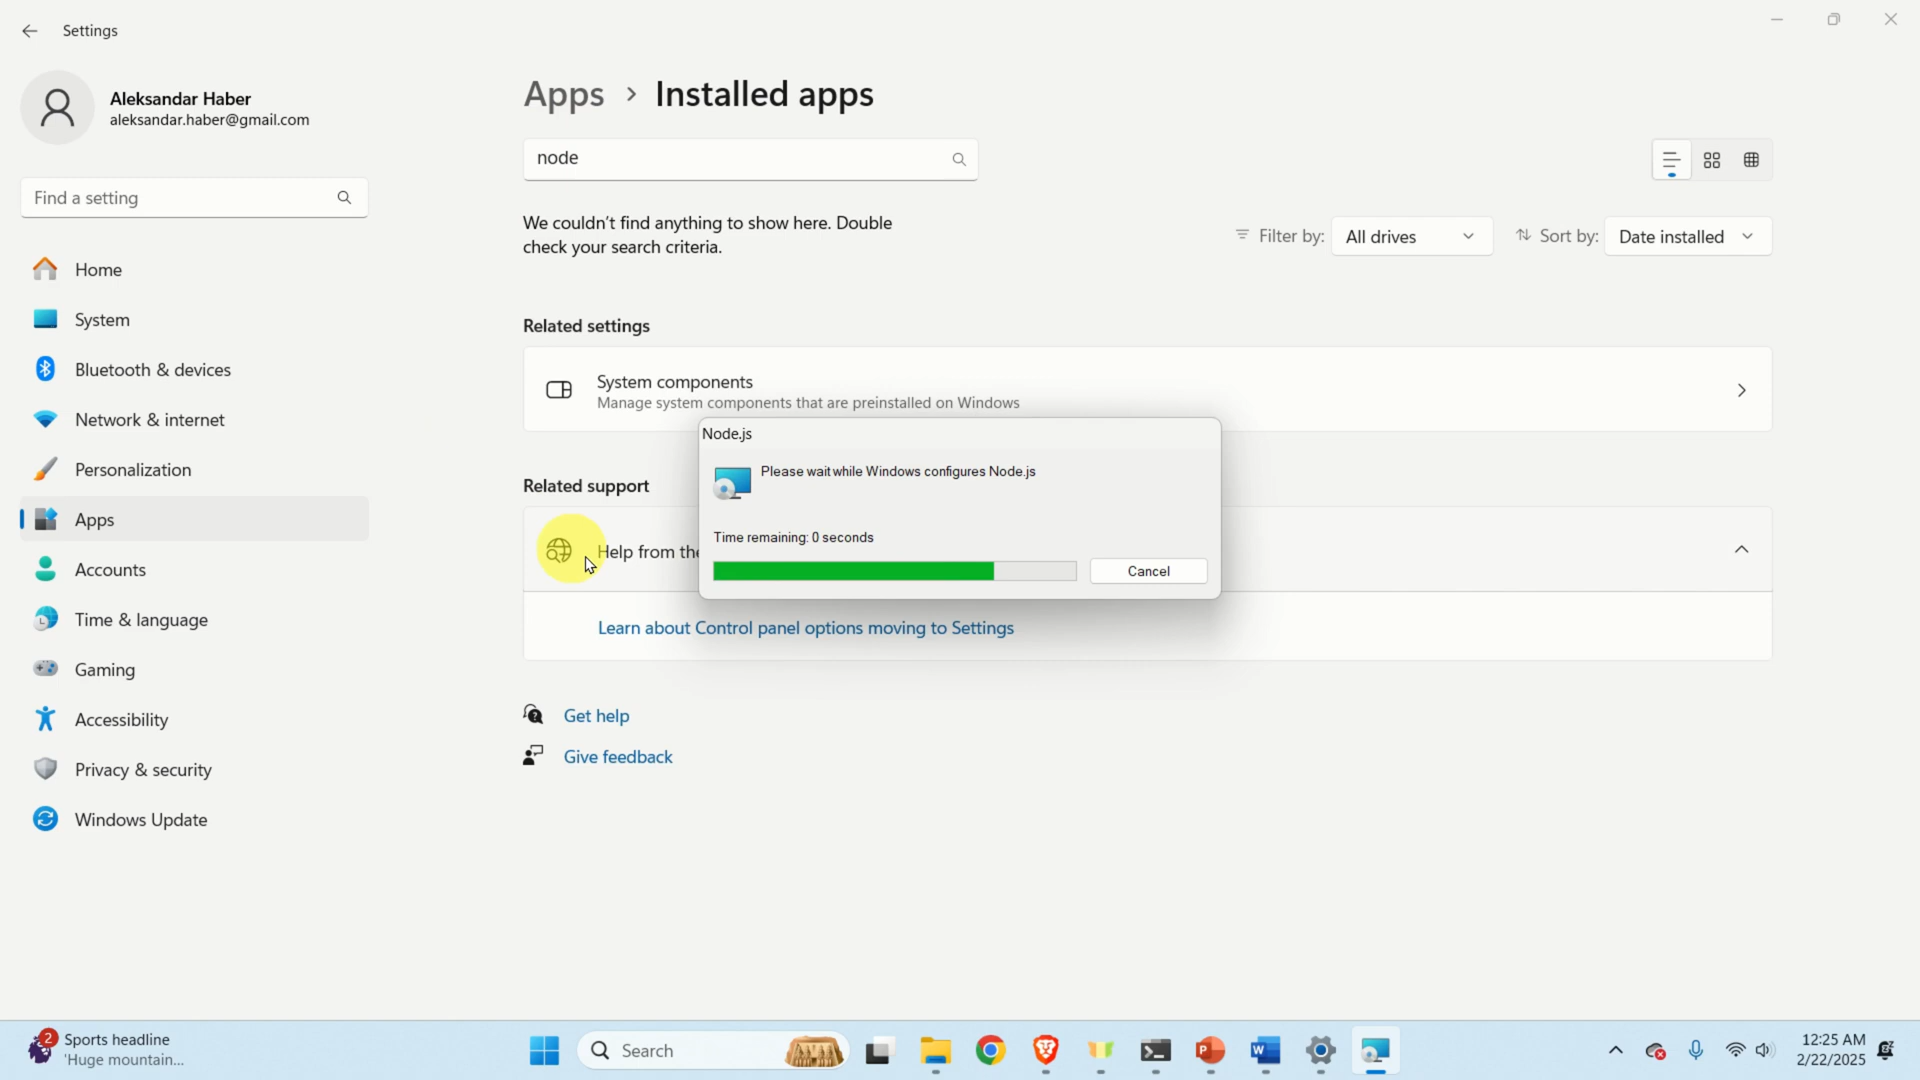 Settings
Aleksandar Haber
aleksandar.haber@gmail.com
Find a setting
Home
System
Bluetooth & devices
Network & internet
Personalization
Apps
Accounts
Time & language
Gaming
Accessibility
Privacy & security
Windows Update
Apps > Installed apps
node
We couldn't find anything to show here. Double
check your search criteria.
Filter by: All drives
Sort by: Date installed
Related settings
System components
Manage system components that are preinstalled on Windows
Related support
Help from the
Learn about Control panel options moving to Settings
Get help
Give feedback
Node.js
Please wait while Windows configures Node.js
Time remaining: 0 seconds
Cancel
2
Sports headline
'Huge mountain...
Search
12:25 AM
2/22/2025